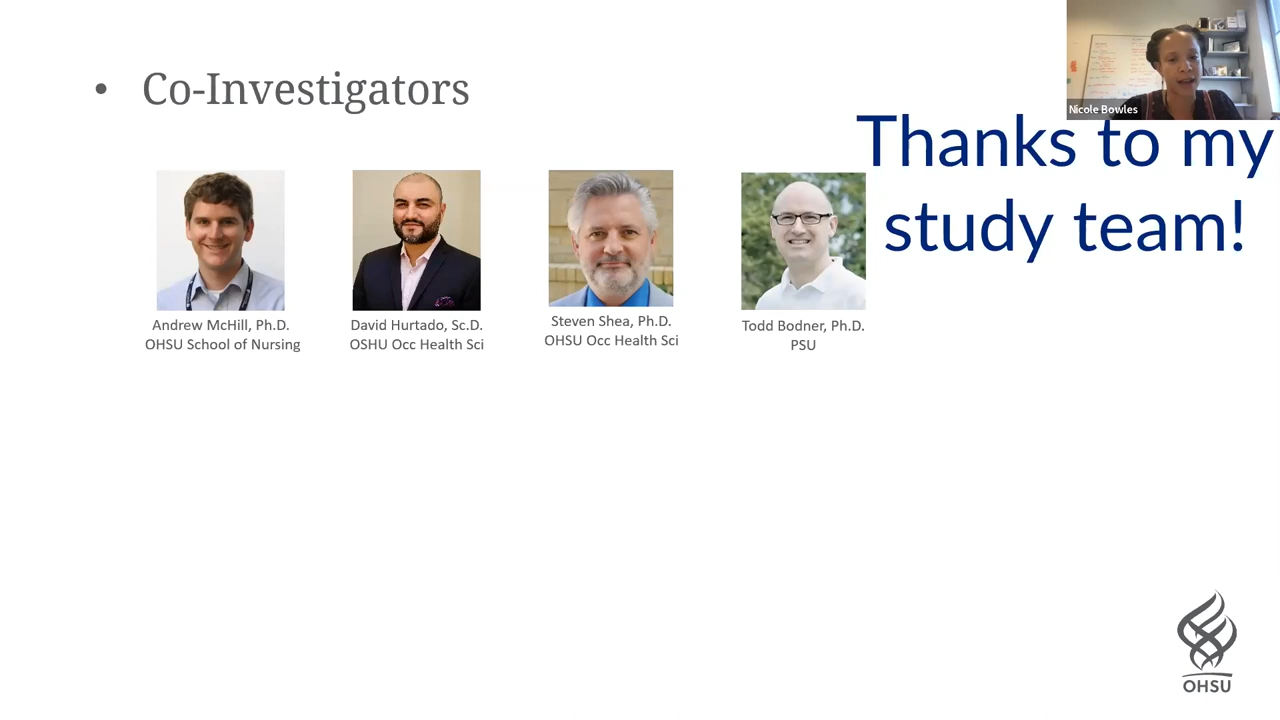 • Co-Investigators
Nicole Bowles
Thanks to my
study team!
Andrew McHill, Ph.D.
OHSU School of Nursing
David Hurtado, Sc.D.
OSHU Occ Health Sci
Steven Shea, Ph.D.
OHSU Occ Health Sci
Todd Bodner, Ph.D.
PSU
OHSU